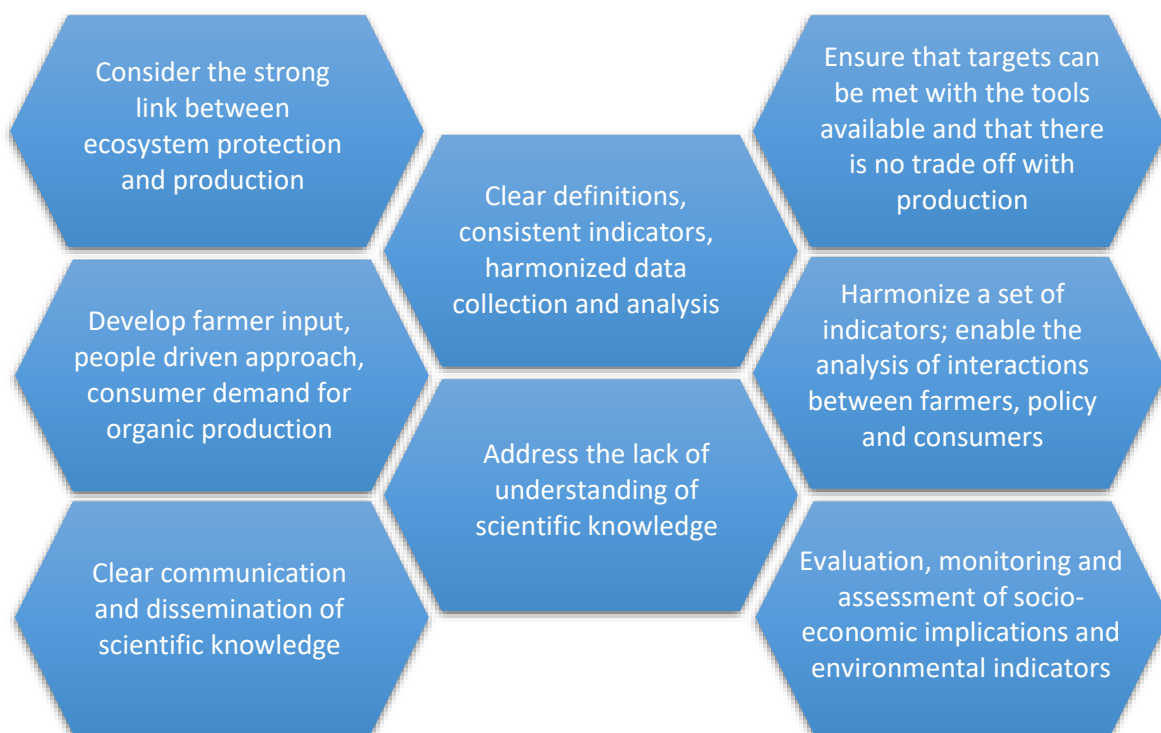 Consider the strong
link between
ecosystem protection
and production
Ensure that targets can
be met with the tools
available and that there
is no trade off with
production
Clear definitions,
consistent indicators,
harmonized data
collection and analysis
Develop farmer input,
people driven approach,
consumer demand for
organic production
Harmonize a set of
indicators; enable the
analysis of interactions
between farmers, policy
and consumers
Address the lack of
understanding of
scientific knowledge
Clear communication
and dissemination of
scientific knowledge
Evaluation, monitoring and
assessment of socio-
economic implications and
environmental indicators